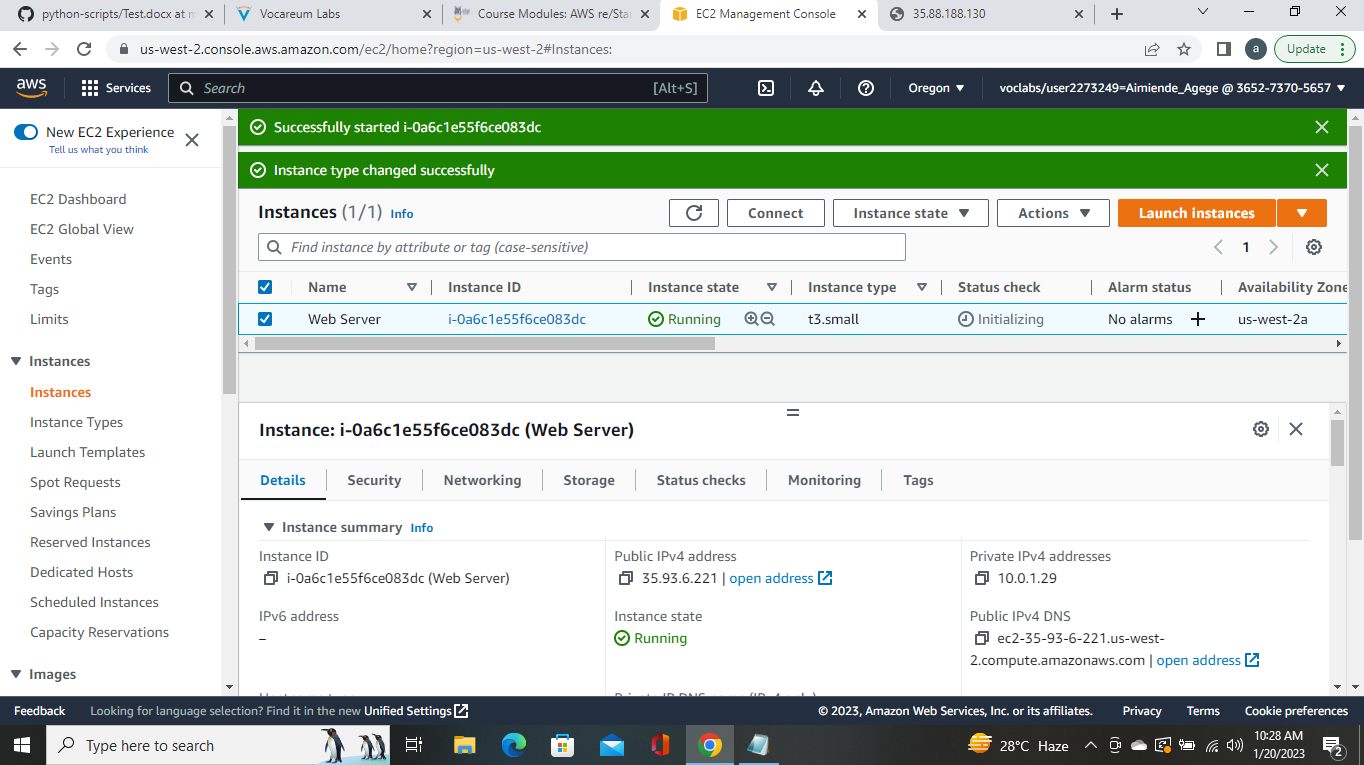 python-scripts/Test.docx at m
Vocareum Labs
Course Modules: AWS re/Star
EC2 Management Console
35.88.188.130
us-west-2.console.aws.amazon.com/ec2/home?region=us-west-2#Instances:
a
Update
aws
Services
Search
[Alt+S]
Oregon
voclabs/user2273249=Aimiende_Agege @ 3652-7370-5657
New EC2 Experience
Tell us what you think
EC2 Dashboard
EC2 Global View
Events
Tags
Limits
Instances
Instances
Instance Types
Launch Templates
Spot Requests
Savings Plans
Reserved Instances
Dedicated Hosts
Scheduled Instances
Capacity Reservations
Images
Successfully started i-0a6c1e55f6ce083dc
Instance type changed successfully
Instances (1/1) Info
Connect
Instance state
Actions
Launch instances
Find instance by attribute or tag (case-sensitive)
1
Name Instance ID Instance state Instance type Status check Alarm status Availability Zone
Web Server i-0a6c1e55f6ce083dc Running t3.small Initializing No alarms + us-west-2a
Instance: i-0a6c1e55f6ce083dc (Web Server)
Details Security Networking Storage Status checks Monitoring Tags
Instance summary Info
Instance ID
i-0a6c1e55f6ce083dc (Web Server)
Public IPv4 address
35.93.6.221 | open address
Private IPv4 addresses
10.0.1.29
IPv6 address
–
Instance state
Running
Public IPv4 DNS
ec2-35-93-6-221.us-west-
2.compute.amazonaws.com | open address
Feedback
Looking for language selection? Find it in the new Unified Settings
© 2023, Amazon Web Services, Inc. or its affiliates.
Privacy
Terms
Cookie preferences
Type here to search
28°C Haze
10:28 AM
1/20/2023
2